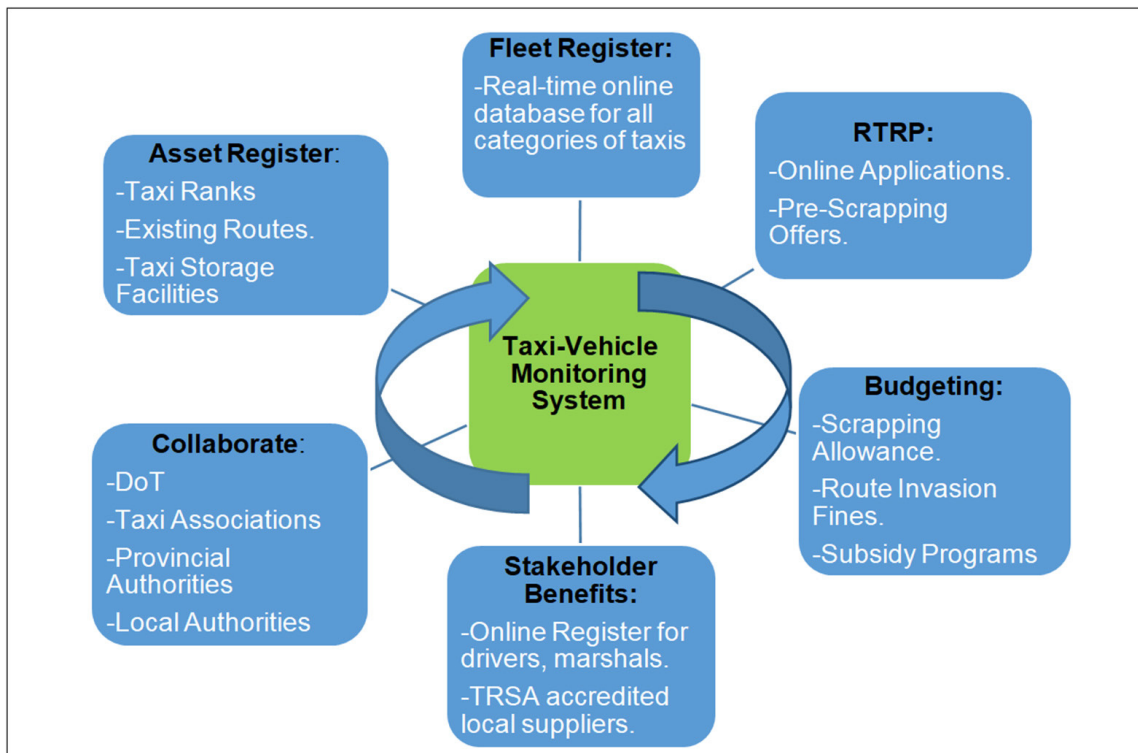 Fleet Register:
-Real-time online
database for all
categories of taxis
RTRP:
-Online Applications.
-Pre-Scrapping
Offers.
Asset Register:
-Taxi Ranks
-Existing Routes.
-Taxi Storage
Facilities
Taxi-Vehicle
Monitoring
System
Budgeting:
-Scrapping
Allowance.
-Route Invasion
Fines.
-Subsidy Programs
Collaborate:
-DoT
-Taxi Associations
-Provincial
Authorities
-Local Authorities
Stakeholder
Benefits:
-Online Register for
drivers, marshals.
-TRSA accredited
local suppliers.